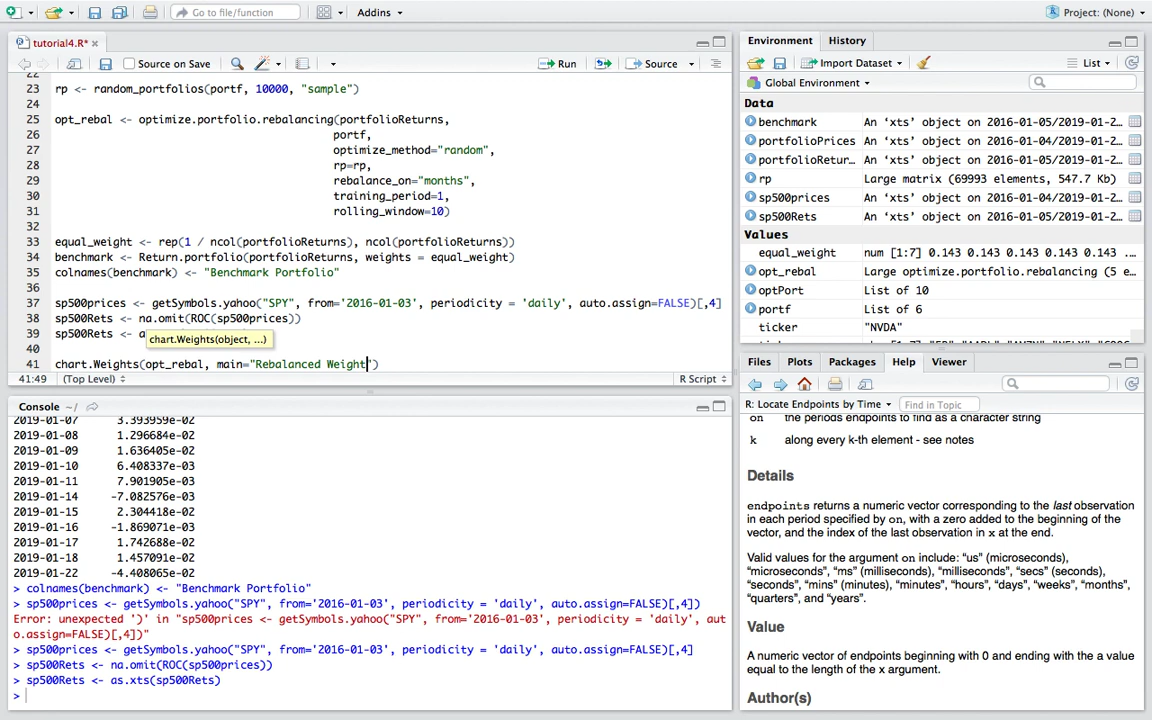 Go to file/function
Addins
Project: (None)
tutorial4.R*
Source on Save
Run
Source
22
23 rp <- random_portfolios(portf, 10000, "sample")
24
25 opt_rebal <- optimize.portfolio.rebalancing(portfolioReturns,
26 portf,
27 optimize_method="random",
28 rp=rp,
29 rebalance_on="months",
30 training_period=1,
31 rolling_window=10)
32
33 equal_weight <- rep(1 / ncol(portfolioReturns), ncol(portfolioReturns))
34 benchmark <- Return.portfolio(portfolioReturns, weights = equal_weight)
35 colnames(benchmark) <- "Benchmark Portfolio"
36
37 sp500prices <- getSymbols.yahoo("SPY", from='2016-01-03', periodicity = 'daily', auto.assign=FALSE)[,4]
38 sp500Rets <- na.omit(ROC(sp500prices))
39 sp500Rets <- a
chart.Weights(object, ...)
40
41 chart.Weights(opt_rebal, main="Rebalanced Weight")
41:49 (Top Level) R Script
Console ~/
2019-01-07 3.393959e-02
2019-01-08 1.296684e-02
2019-01-09 1.636405e-02
2019-01-10 6.408337e-03
2019-01-11 7.901905e-03
2019-01-14 -7.082576e-03
2019-01-15 2.304418e-02
2019-01-16 -1.869071e-03
2019-01-17 1.742688e-02
2019-01-18 1.457091e-02
2019-01-22 -4.408065e-02
> colnames(benchmark) <- "Benchmark Portfolio"
> sp500prices <- getSymbols.yahoo("SPY", from='2016-01-03', periodicity = 'daily', auto.assign=FALSE)[,4])
Error: unexpected ')' in "sp500prices <- getSymbols.yahoo("SPY", from='2016-01-03', periodicity = 'daily', aut
o.assign=FALSE)[,4])"
> sp500prices <- getSymbols.yahoo("SPY", from='2016-01-03', periodicity = 'daily', auto.assign=FALSE)[,4]
> sp500Rets <- na.omit(ROC(sp500prices))
> sp500Rets <- as.xts(sp500Rets)
>
Environment History
Import Dataset List
Global Environment
Data
benchmark An 'xts' object on 2016-01-05/2019-01-2...
portfolioPrices An 'xts' object on 2016-01-04/2019-01-2...
portfolioRetur... An 'xts' object on 2016-01-05/2019-01-2...
rp Large matrix (69993 elements, 547.7 Kb)
sp500prices An 'xts' object on 2016-01-04/2019-01-2...
sp500Rets An 'xts' object on 2016-01-05/2019-01-2...
Values
equal_weight num [1:7] 0.143 0.143 0.143 0.143 0.143 ...
opt_rebal Large optimize.portfolio.rebalancing (5 e...
optPort List of 10
portf List of 6
ticker "NVDA"
Files Plots Packages Help Viewer
R: Locate Endpoints by Time Find in Topic
on the periods endpoints to find as a character string
k along every k-th element - see notes
Details
endpoints returns a numeric vector corresponding to the last observation
in each period specified by on, with a zero added to the beginning of the
vector, and the index of the last observation in x at the end.
Valid values for the argument on include: "us" (microseconds),
"microseconds", "ms" (milliseconds), "milliseconds", "secs" (seconds),
"seconds", "mins" (minutes), "minutes", "hours", "days", "weeks", "months",
"quarters", and "years".
Value
A numeric vector of endpoints beginning with 0 and ending with the a value
equal to the length of the x argument.
Author(s)